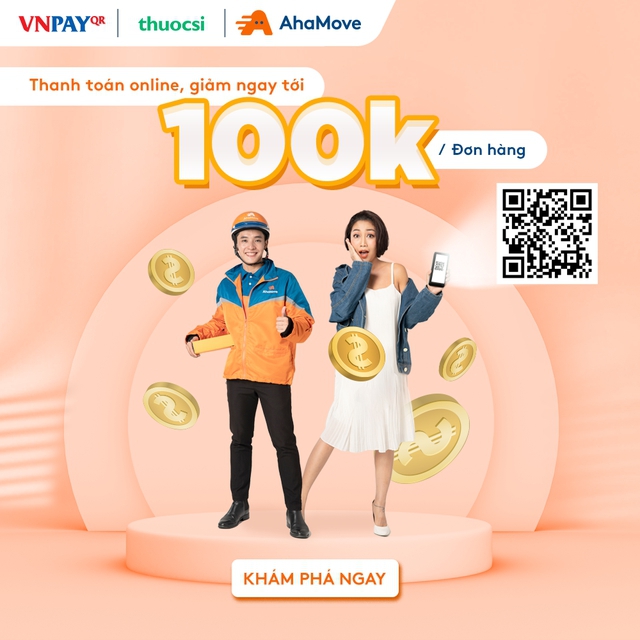 VNPAYQR
thuocsi
AhaMove
Thanh toán online, giảm ngay tới
100k
/ Đơn hàng
KHÁM PHÁ NGAY